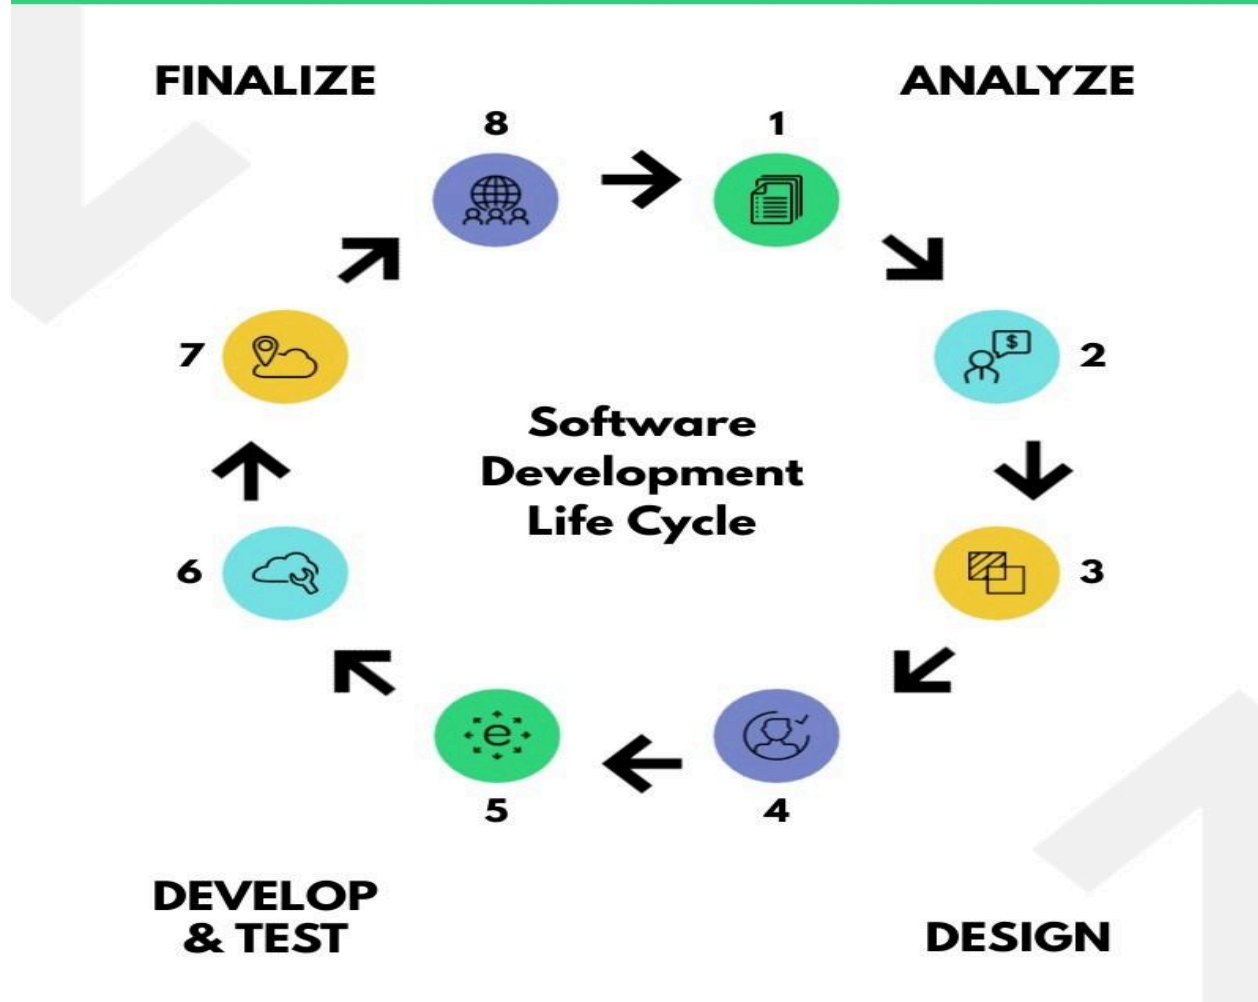 FINALIZE
ANALYZE
8
1
7
2
Software
Development
Life Cycle
$
6
3
e
5
4
DEVELOP
& TEST
DESIGN